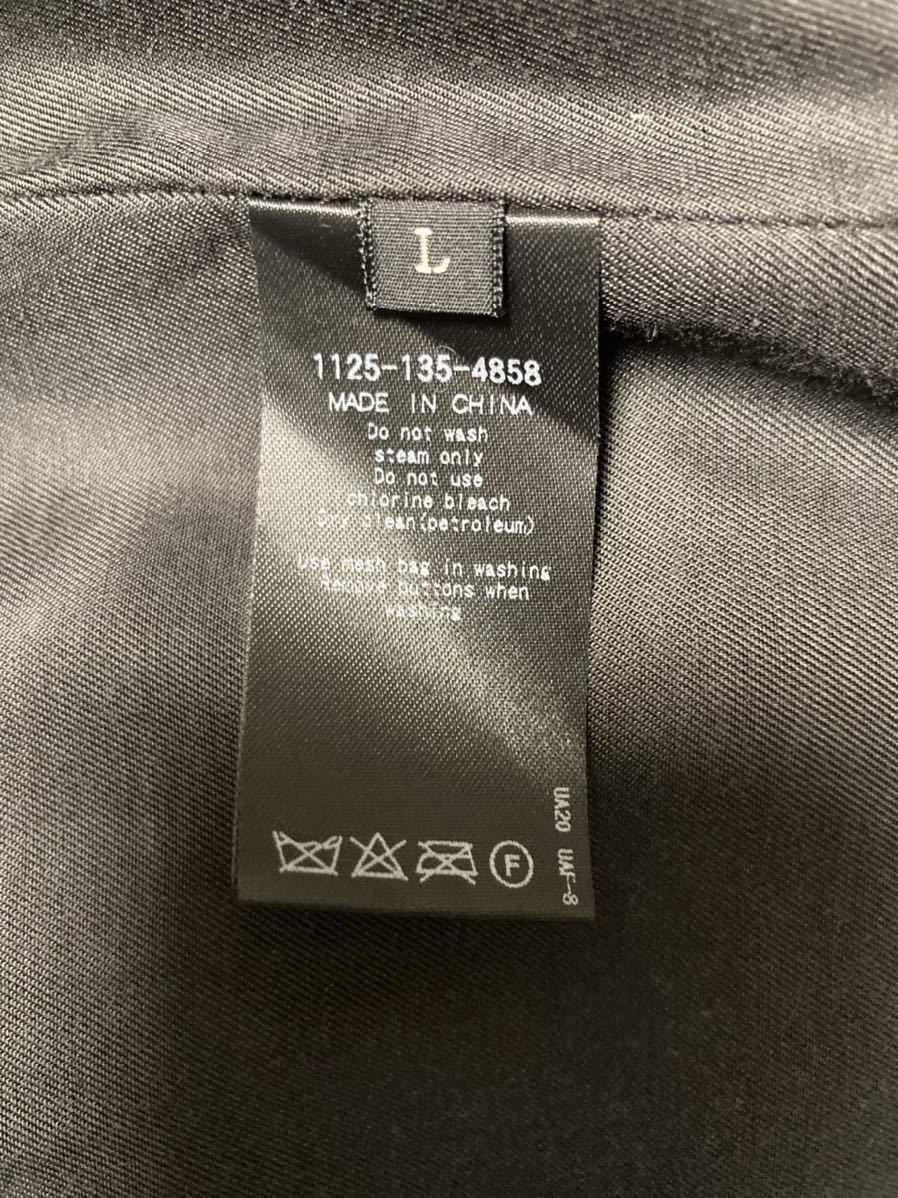 L
1125-135-4858
MADE IN CHINA
Do not wash
steam only
Do not use
chlorine bleach
Dry clean(petroleum)
Use mesh bag in washing
Remove buttons when
washing
F
UA20 UAF-8